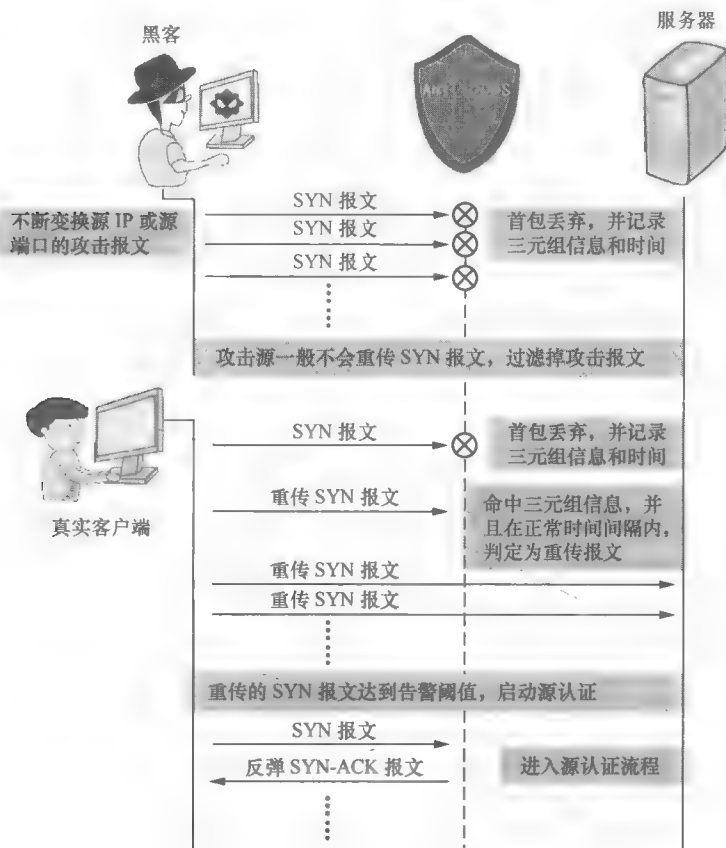 服务器
黑客
SYN 报文
不断变换源 IP 或源
端口的攻击报文
SYN 报文
SYN 报文
首包丢弃，并记录
三元组信息和时间
攻击源一般不会重传 SYN 报文，过滤掉攻击报文
SYN 报文
首包丢弃，并记录
三元组信息和时间
真实客户端
重传 SYN 报文
命中三元组信息，并
且在正常时间间隔内，
判定为重传报文
重传 SYN 报文
重传 SYN 报文
重传的 SYN 报文达到告警阈值，启动源认证
SYN 报文
反弹 SYN-ACK 报文
进入源认证流程